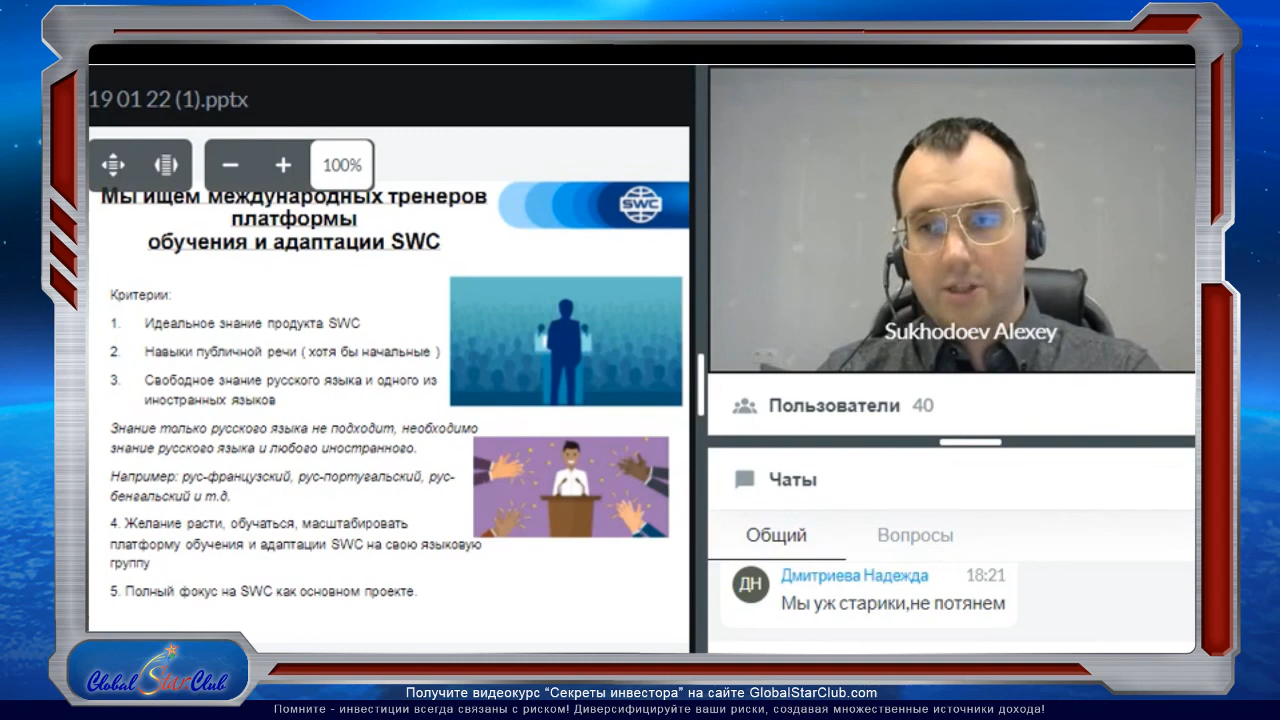 19 01 22 (1).pptx
100%
Мы ищем международных тренеров
платформы
обучения и адаптации SWC
SWC
Критерии:
1. Идеальное знание продукта SWC
2. Навыки публичной речи ( хотя бы начальные )
3. Свободное знание русского языка и одного из
иностранных языков
Знание только русского языка не подходит, необходимо
знание русского языка и любого иностранного.
Например: рус-французский, рус-португальский, рус-
бенгальский и т.д.
4. Желание расти, обучаться, масштабировать
платформу обучения и адаптации SWC на свою языковую
группу
5. Полный фокус на SWC как основном проекте.
Sukhodoev Alexey
Пользователи 40
Чаты
Общий Вопросы
ДН
Дмитриева Надежда 18:21
Мы уж старики,не потянем
Global Star Club
Получите видеокурс “Секреты инвестора” на сайте GlobalStarClub.com
Помните - инвестиции всегда связаны с риском! Диверсифицируйте ваши риски, создавая множественные источники дохода!